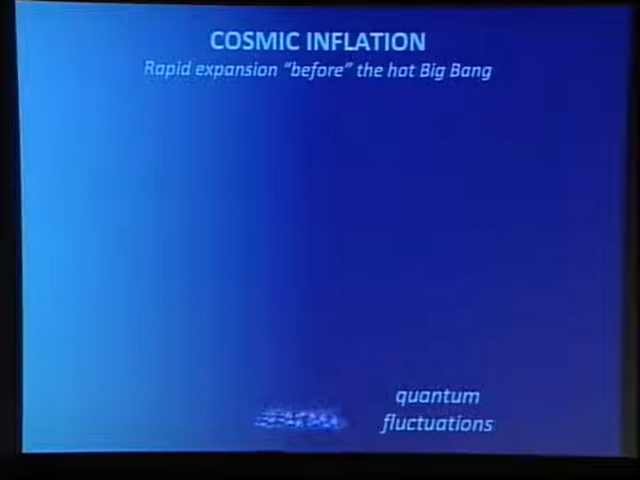 COSMIC INFLATION
Rapid expansion “before” the hot Big Bang
quantum
fluctuations